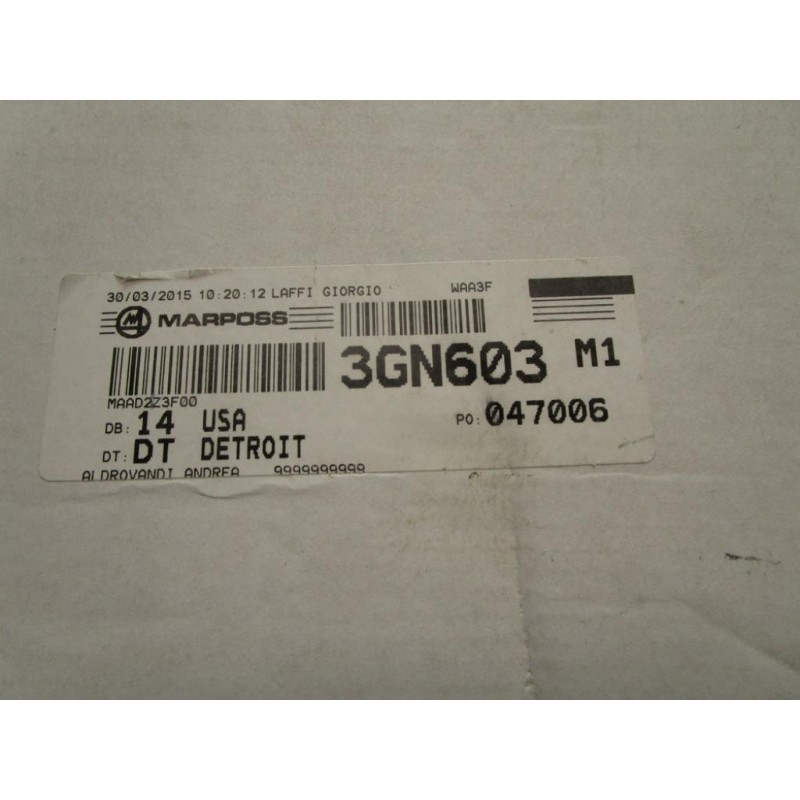 30/03/2015 10:20:12 LAFFI GIORGIO WAA3F
MARPOSS
3GN603 M1
MAAD2Z3F00
DB: 14 USA PO: 047006
DT: DT DETROIT
ALDROVANDI ANDREA 9999999999